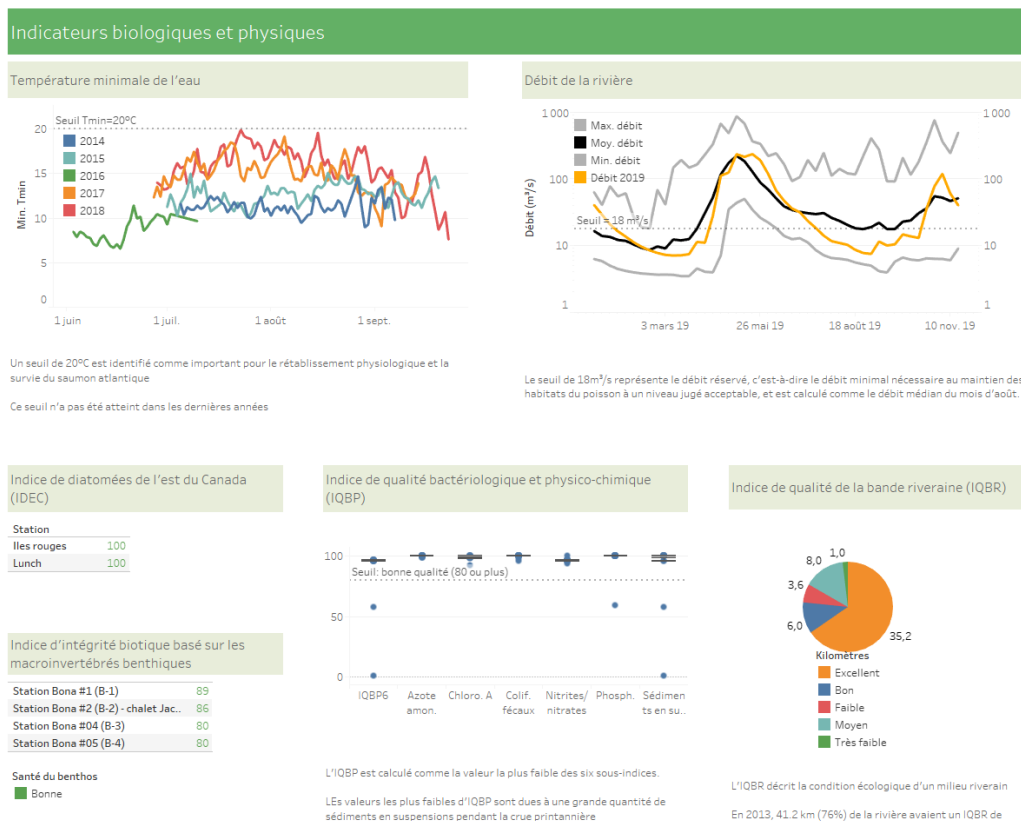 Indicateurs biologiques et physiques
Température minimale de l'eau
Seuil Tmin=20ºC
20
15
10
5
0
Min. Tmin
2014
2015
2016
2017
2018
1 juin
1 juil.
1 août
1 sept.
Un seuil de 20ºC est identifié comme important pour le rétablissement physiologique et la
survie du saumon atlantique
Ce seuil n'a pas été atteint dans les dernières années
Débit de la rivière
1 000
100
10
1
Débit (m³/s)
Max. débit
Moy. débit
Min. débit
Débit 2019
Seuil = 18 m³/s
1 000
100
10
1
3 mars 19
26 mai 19
18 août 19
10 nov. 19
Le seuil de 18m³/s représente le débit réservé, c'est-à-dire le débit minimal nécessaire au maintien des
habitats du poisson à un niveau jugé acceptable, et est calculé comme le débit médian du mois d'août.
Indice de diatomées de l'est du Canada
(IDEC)
Station
Iles rouges 100
Lunch 100
Indice d'intégrité biotique basé sur les
macroinvertébrés benthiques
Station Bona #1 (B-1) 89
Station Bona #2 (B-2) - chalet Jac.. 86
Station Bona #04 (B-3) 80
Station Bona #05 (B-4) 80
Santé du benthos
Bonne
Indice de qualité bactériologique et physico-chimique
(IQBP)
100
Seuil: bonne qualité (80 ou plus)
50
0
IQBP6
Azote
amon.
Chloro. A
Colif.
fécaux
Nitrites/
nitrates
Phosph.
Sédimen
ts en su..
L'IQBP est calculé comme la valeur la plus faible des six sous-indices.
LEs valeurs les plus faibles d'IQBP sont dues à une grande quantité de
sédiments en suspensions pendant la crue printannière
Indice de qualité de la bande riveraine (IQBR)
1,0
8,0
3,6
6,0
35,2
Kilomètres
Excellent
Bon
Faible
Moyen
Très faible
L'IQBR décrit la condition écologique d'un milieu riverain
En 2013, 41.2 km (76%) de la rivière avaient un IQBR de